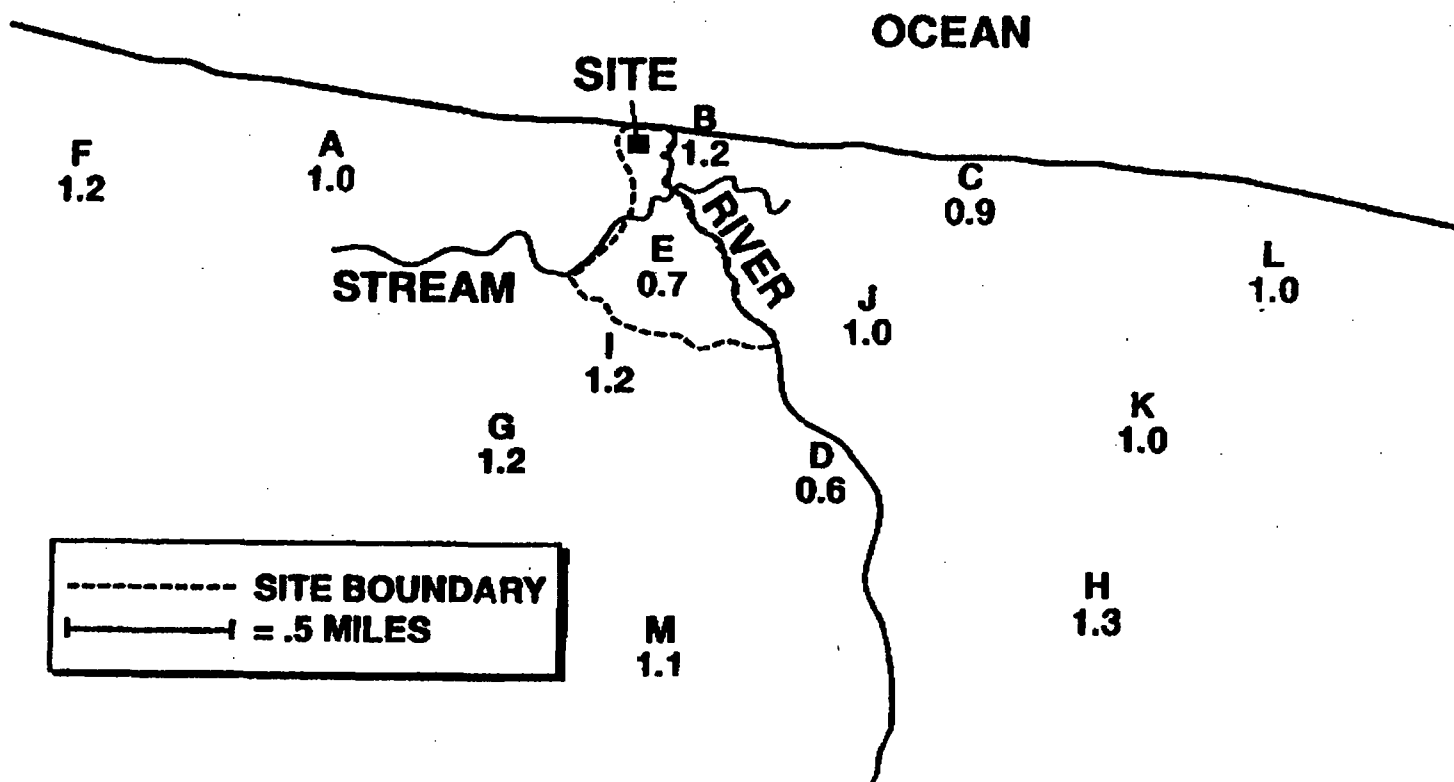 OCEAN
SITE
B
1.2
F
1.2
A
1.0
C
0.9
RIVER
E
0.7
STREAM
L
1.0
J
1.0
I
1.2
K
1.0
G
1.2
D
0.6
SITE BOUNDARY
= .5 MILES
H
1.3
M
1.1